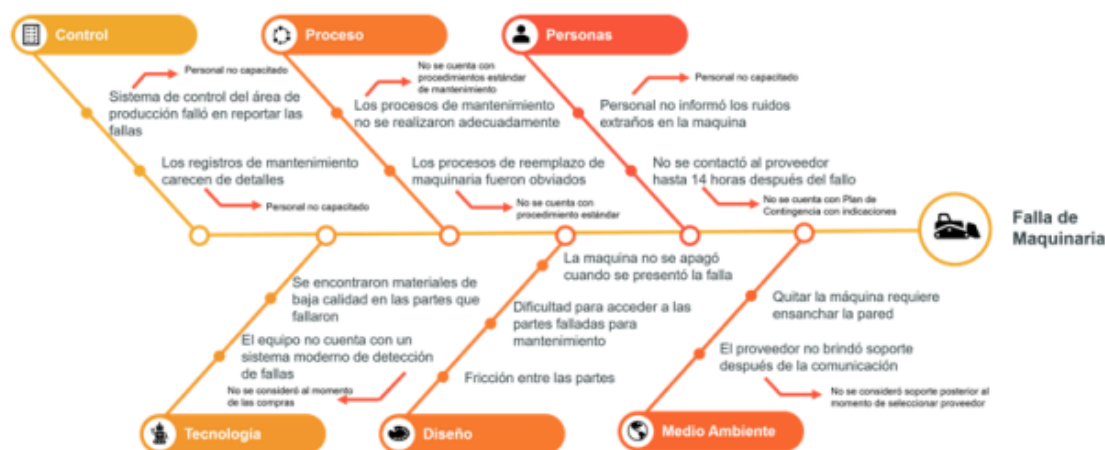 Control
Proceso
Personas
Personal no capacitado
Sistema de control del área de
producción falló en reportar las
fallas
Los registros de mantenimiento
carecen de detalles
Personal no capacitado
No se cuenta con
procedimientos estándar
de mantenimiento
Los procesos de mantenimiento
no se realizaron adecuadamente
Los procesos de reemplazo de
maquinaria fueron obviados
No se cuenta con
procedimiento estándar
Personal no capacitado
Personal no informó los ruidos
extraños en la maquina
No se contactó al proveedor
hasta 14 horas después del fallo
No se cuenta con Plan de
Contingencia con indicaciones
Falla de
Maquinaria
Se encontraron materiales de
baja calidad en las partes que
fallaron
El equipo no cuenta con un
sistema moderno de detección
de fallas
No se consideró al momento
de las compras
La maquina no se apagó
cuando se presentó la falla
Dificultad para acceder a las
partes falladas para
mantenimiento
Fricción entre las partes
Quitar la máquina requiere
ensanchar la pared
El proveedor no brindó soporte
después de la comunicación
No se consideró soporte posterior al
momento de seleccionar proveedor
Tecnologia
Diseño
Medio Ambiente